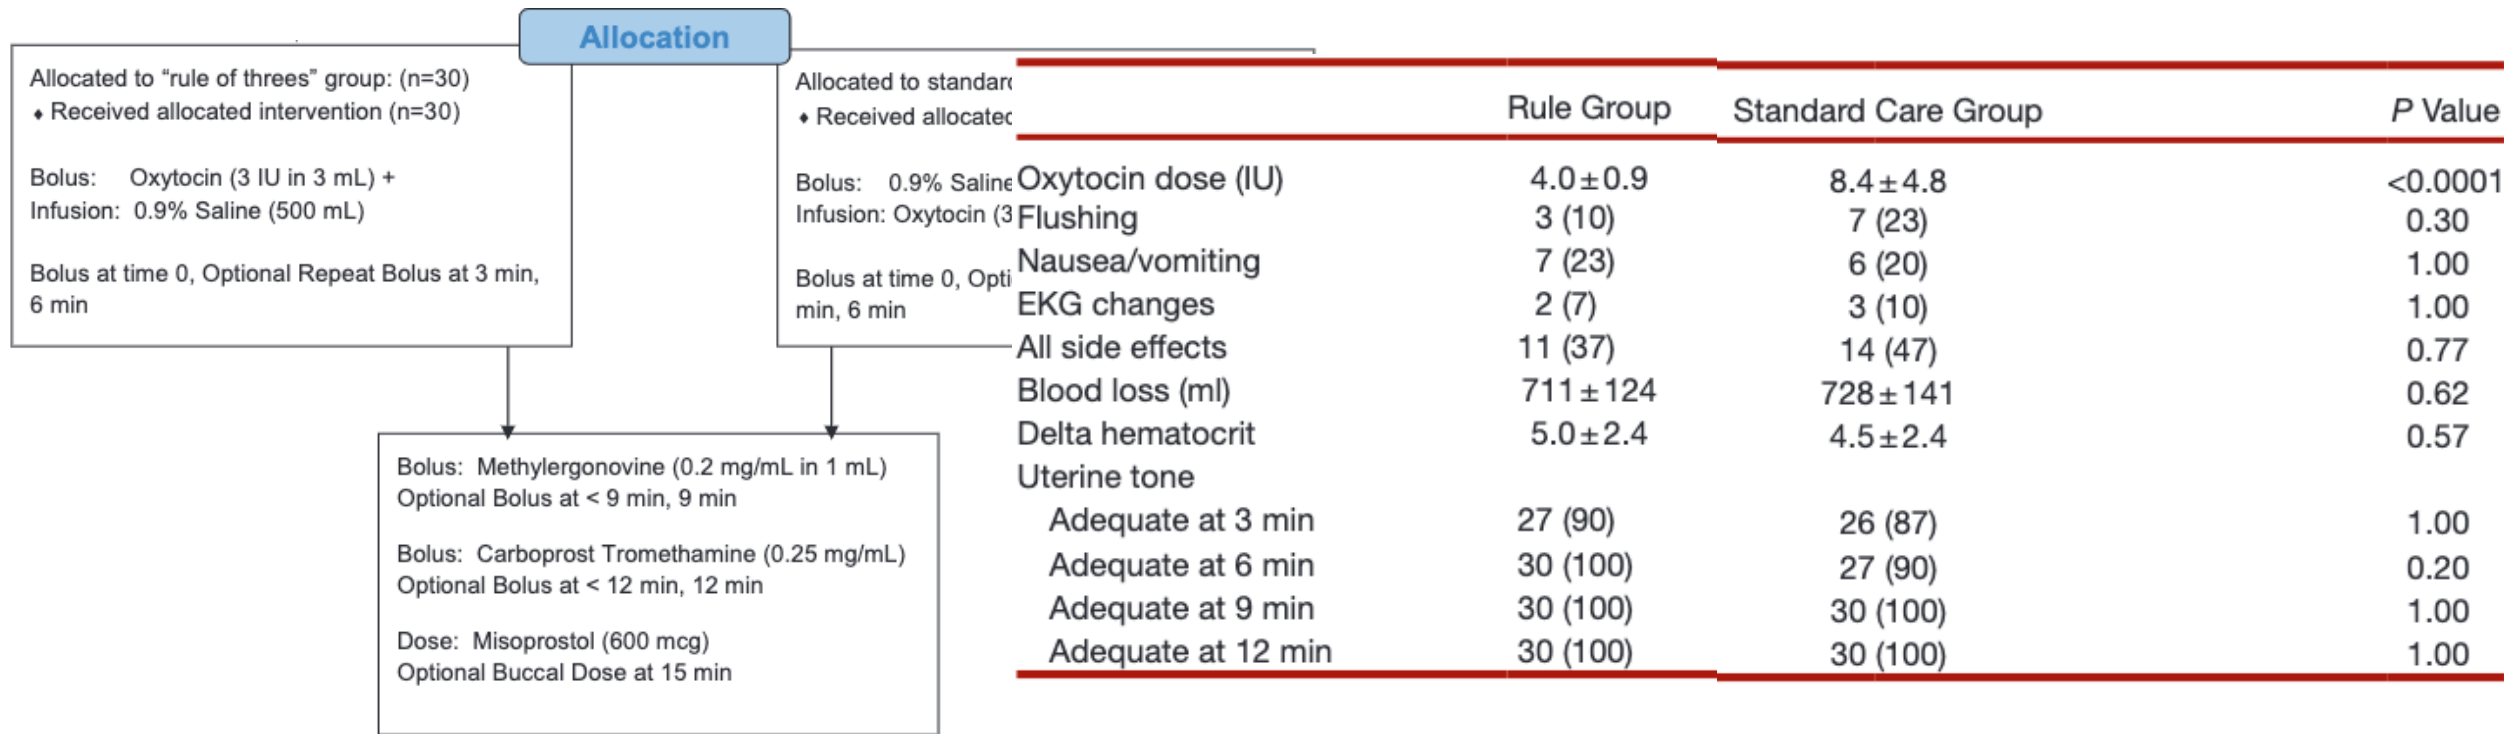 Allocation
Allocated to “rule of threes” group: (n=30)
♦ Received allocated intervention (n=30)
Bolus: Oxytocin (3 IU in 3 mL) +
Infusion: 0.9% Saline (500 mL)
Bolus at time 0, Optional Repeat Bolus at 3 min,
6 min
Allocated to
♦ Received
Bolus: 0.9% Saline
Infusion: Oxytocin (3
Bolus at time 0,
min, 6 min
Bolus: Methylergonovine (0.2 mg/mL in 1 mL)
Optional Bolus at < 9 min, 9 min
Bolus: Carboprost Tromethamine (0.25 mg/mL)
Optional Bolus at < 12 min, 12 min
Dose: Misoprostol (600 mcg)
Optional Buccal Dose at 15 min
Rule Group Standard Care Group P Value
Oxytocin dose (IU) 4.0±0.9 8.4±4.8 <0.0001
Flushing 3 (10) 7 (23) 0.30
Nausea/vomiting 7 (23) 6 (20) 1.00
EKG changes 2 (7) 3 (10) 1.00
All side effects 11 (37) 14 (47) 0.77
Blood loss (ml) 711±124 728±141 0.62
Delta hematocrit 5.0±2.4 4.5±2.4 0.57
Uterine tone
Adequate at 3 min 27 (90) 26 (87) 1.00
Adequate at 6 min 30 (100) 27 (90) 0.20
Adequate at 9 min 30 (100) 30 (100) 1.00
Adequate at 12 min 30 (100) 30 (100) 1.00